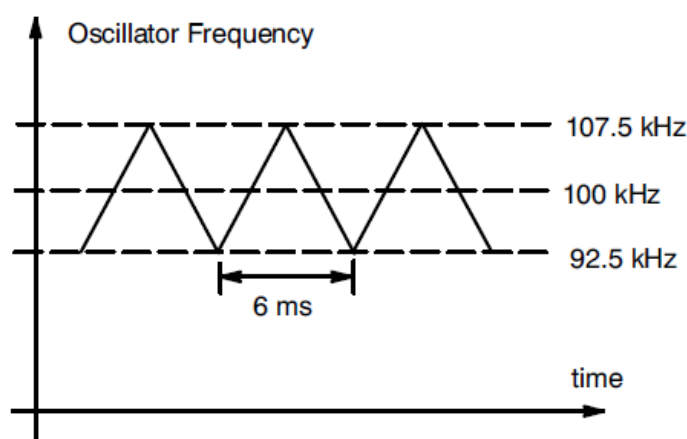 Oscillator Frequency
107.5 kHz
100 kHz
92.5 kHz
6 ms
time